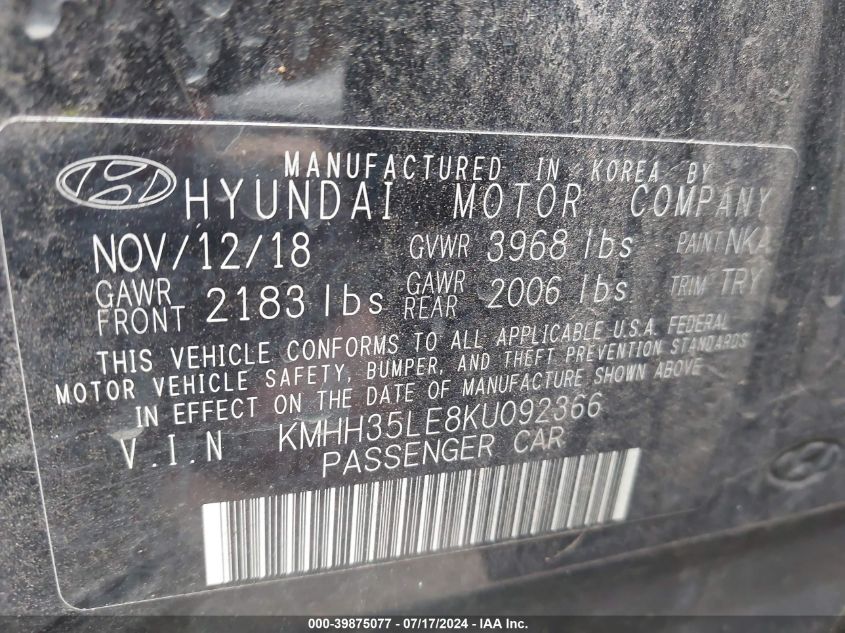 MANUFACTURED IN KOREA BY
HYUNDAI MOTOR COMPANY
NOV/12/18 GVWR 3968 lbs PAINT NKA
GAWR FRONT 2183 lbs GAWR REAR 2006 lbs TRIM TRY
THIS VEHICLE CONFORMS TO ALL APPLICABLE U.S.A. FEDERAL
MOTOR VEHICLE SAFETY, BUMPER, AND THEFT PREVENTION STANDARDS
IN EFFECT ON THE DATE OF MANUFACTURE SHOWN ABOVE
V.I.N KMHH35LE8KU092366
PASSENGER CAR
000-39875077 - 07/17/2024 - IAA, Inc.